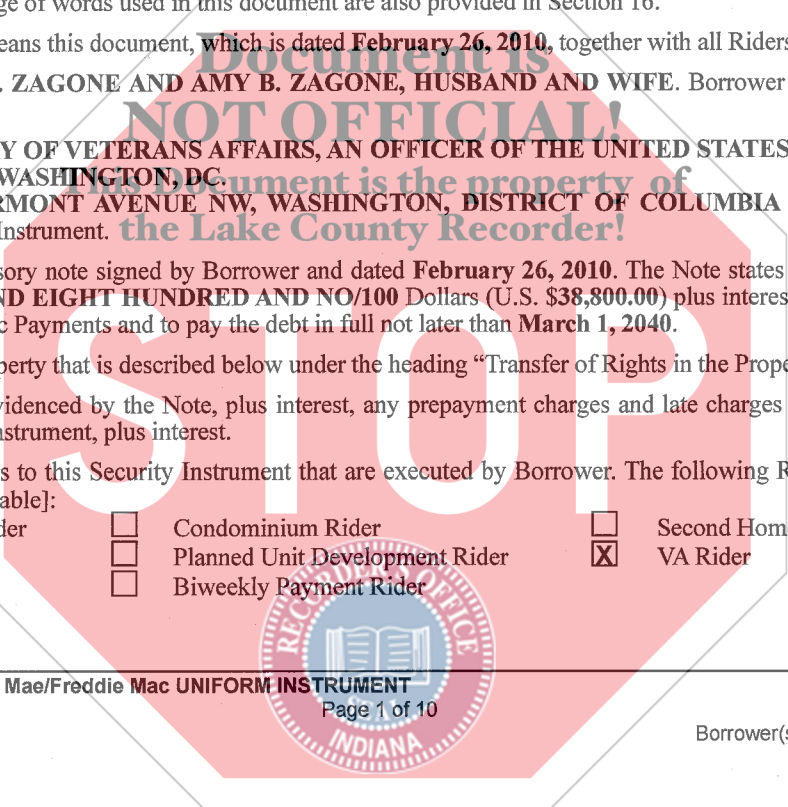 ge of words used in this document are also provided in Section 16.
eans this document, which is dated February 26, 2010, together with all Riders
Document is
. ZAGONE AND AMY B. ZAGONE, HUSBAND AND WIFE. Borrower
NOT OFFICIAL!
Y OF VETERANS AFFAIRS, AN OFFICER OF THE UNITED STATES
WASHINGTON, DC.
This Document is the property of
RMONT AVENUE NW, WASHINGTON, DISTRICT OF COLUMBIA
Instrument.
the Lake County Recorder!
sory note signed by Borrower and dated February 26, 2010. The Note states
ND EIGHT HUNDRED AND NO/100 Dollars (U.S. $38,800.00) plus interes
c Payments and to pay the debt in full not later than March 1, 2040.
perty that is described below under the heading “Transfer of Rights in the Prope
STOP
videnced by the Note, plus interest, any prepayment charges and late charges
nstrument, plus interest.
s to this Security Instrument that are executed by Borrower. The following R
able]:
der Condominium Rider Second Hom
Planned Unit Development Rider X VA Rider
Biweekly Payment Rider
RECORDER'S OFFICE
SEAL
INDIANA
Mae/Freddie Mac UNIFORM INSTRUMENT
Page 1 of 10
Borrower(s